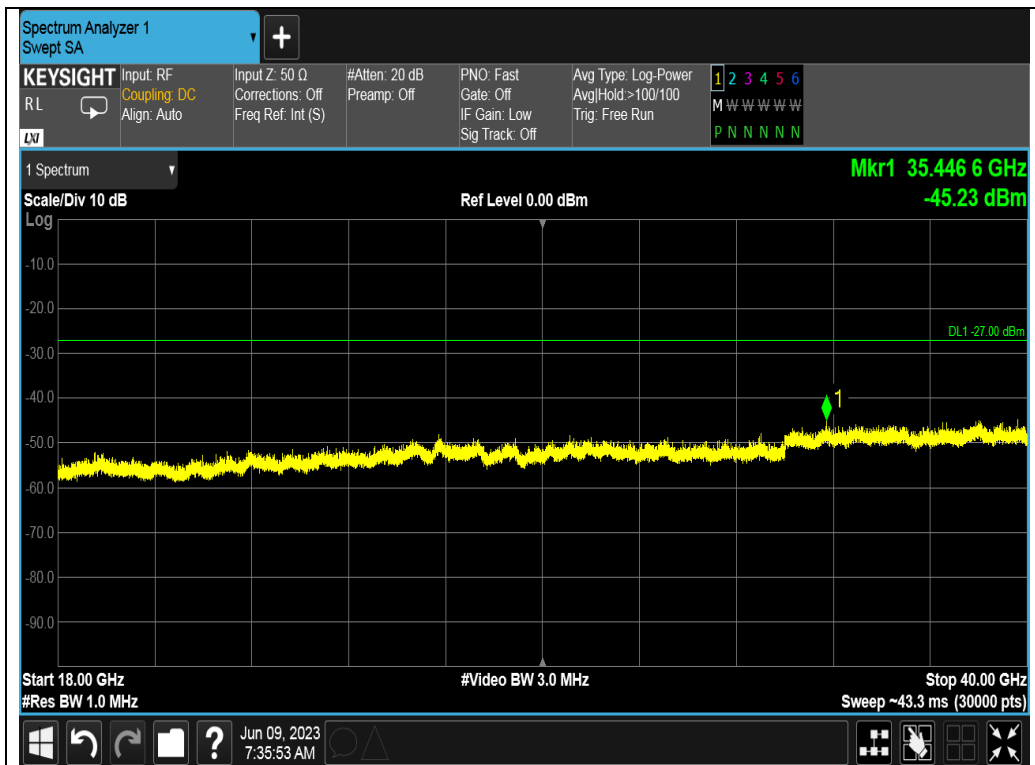 Spectrum Analyzer 1
Swept SA
+
KEYSIGHT
RL
LXI
Input: RF
Coupling: DC
Align: Auto
Input Z: 50 Ω
Corrections: Off
Freq Ref: Int (S)
#Atten: 20 dB
Preamp: Off
PNO: Fast
Gate: Off
IF Gain: Low
Sig Track: Off
Avg Type: Log-Power
Avg|Hold:>100/100
Trig: Free Run
1 2 3 4 5 6
M W W W W W
P N N N N N
1 Spectrum
Mkr1 35.446 6 GHz
-45.23 dBm
Scale/Div 10 dB
Ref Level 0.00 dBm
Log
-10.0
-20.0
DL1 -27.00 dBm
-30.0
-40.0
1
-50.0
-60.0
-70.0
-80.0
-90.0
Start 18.00 GHz
#Video BW 3.0 MHz
Stop 40.00 GHz
#Res BW 1.0 MHz
Sweep ~43.3 ms (30000 pts)
?
Jun 09, 2023
7:35:53 AM